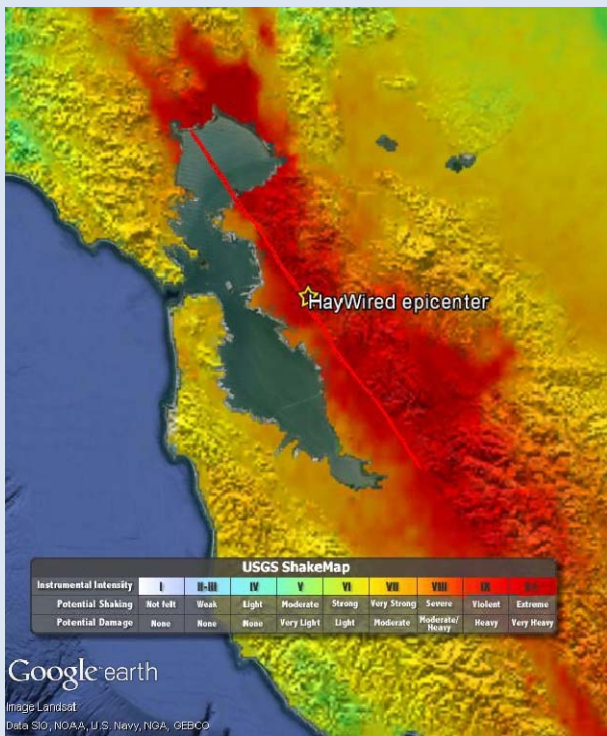 HayWired epicenter
USGS ShakeMap
Instrumental Intensity I II-III IV V VI VII VIII IX
Potential Shaking Not felt Weak Light Moderate Strong Very Strong Severe Violent Extreme
Potential Damage None None None Very Light Light Moderate Moderate/Heavy Heavy Very Heavy
Google earth
Image Landsat
Data SIO, NOAA, U.S. Navy, NGA, GEBCO